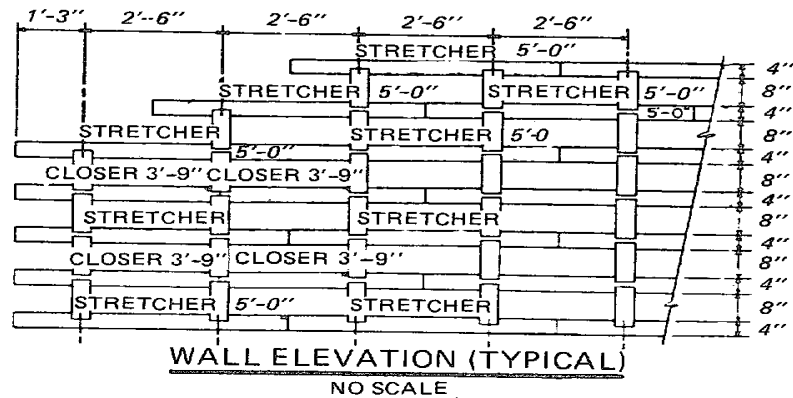 1'-3" 2'-6" 2'-6" 2'-6" 2'-6"
STRETCHER 5'-0"
4"
STRETCHER 5'-0" STRETCHER 5'-0"
8"
5'-0"
4"
STRETCHER STRETCHER 5'-0
8"
5'-0"
4"
CLOSER 3'-9" CLOSER 3'-9"
8"
4"
STRETCHER STRETCHER
8"
4"
CLOSER 3'-9" CLOSER 3'-9"
8"
4"
STRETCHER 5'-0" STRETCHER
8"
4"
WALL ELEVATION (TYPICAL)
NO SCALE